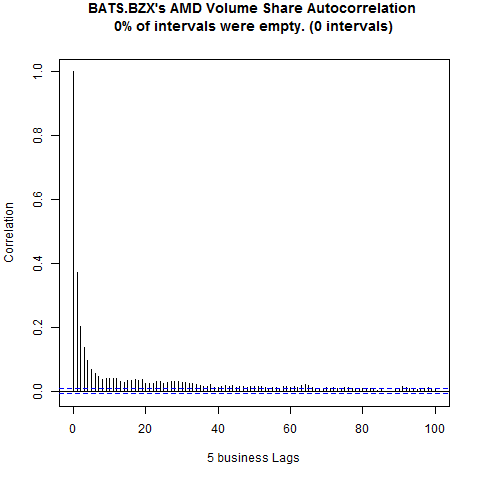 BATS.BZX's AMD Volume Share Autocorrelation
0% of intervals were empty. (0 intervals)
1.0
0.8
0.6
0.4
0.2
0.0
Correlation
0 20 40 60 80 100
5 business Lags